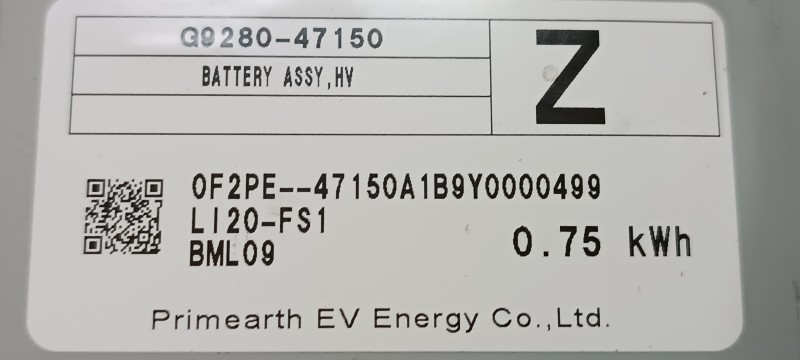 G9280-47150
BATTERY ASSY,HV
Z
0F2PE--47150A1B9Y0000499
LI20-FS1
BML09
0.75 kWh
Primearth EV Energy Co.,Ltd.